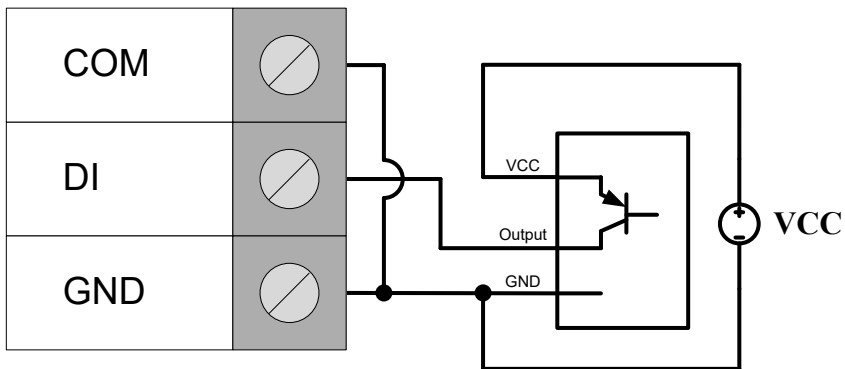 COM
DI
GND
VCC
Output
GND
VCC